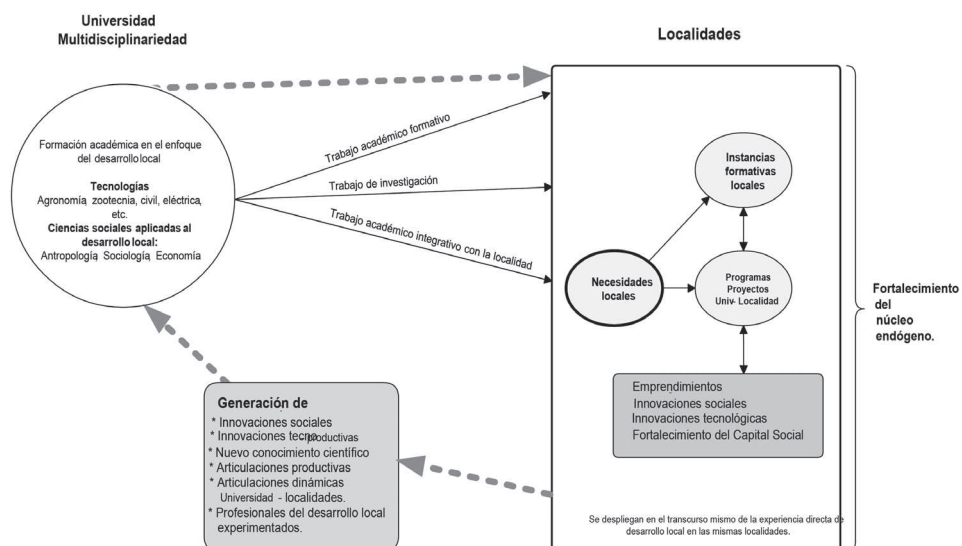 Universidad
Multidisciplinariedad
Localidades
Formación académica en el enfoque
del desarrollo local
Tecnologías
Agronomía, zootecnia, civil, eléctrica,
etc.
Ciencias sociales aplicadas al
desarrollo local:
Antropología, Sociología, Economía
Trabajo académico formativo
Trabajo de investigación
Trabajo académico integrativo con la localidad
Instancias
formativas
locales
Necesidades
locales
Programas
Proyectos
Univ- Localidad
Fortalecimiento
del
núcleo
endógeno.
Emprendimientos
Innovaciones sociales
Innovaciones tecnológicas
Fortalecimiento del Capital Social
Se despliegan en el transcurso mismo de la experiencia directa de
desarrollo local en las mismas localidades.
Generación de
* Innovaciones sociales
* Innovaciones tecno productivas
* Nuevo conocimiento científico
* Articulaciones productivas
* Articulaciones dinámicas
Universidad - localidades.
* Profesionales del desarrollo local
experimentados.